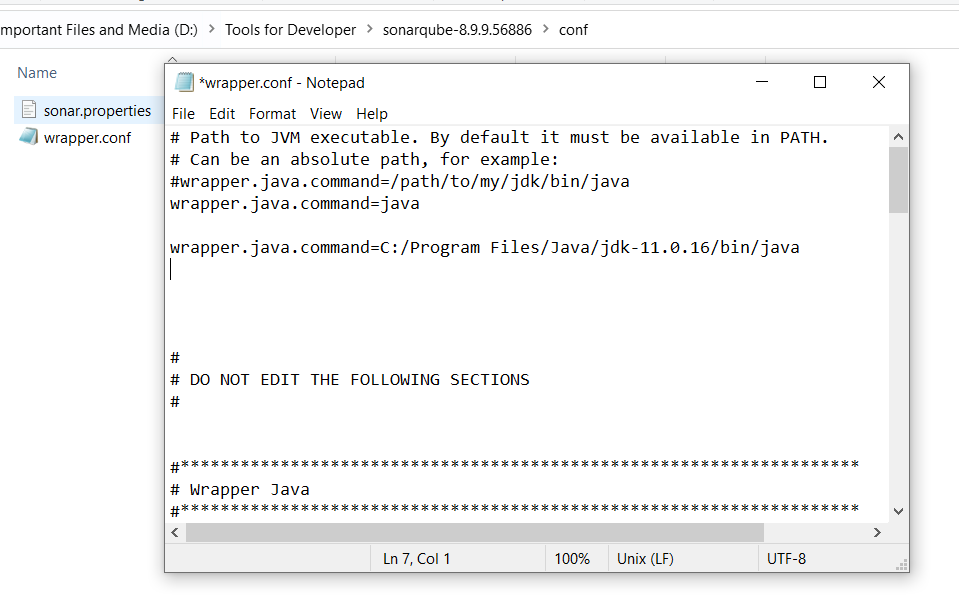 mportant Files and Media (D:) > Tools for Developer > sonarqube-8.9.9.56886 > conf
Name
sonar.properties
wrapper.conf
*wrapper.conf - Notepad
File Edit Format View Help
# Path to JVM executable. By default it must be available in PATH.
# Can be an absolute path, for example:
#wrapper.java.command=/path/to/my/jdk/bin/java
wrapper.java.command=java
wrapper.java.command=C:/Program Files/Java/jdk-11.0.16/bin/java
#
# DO NOT EDIT THE FOLLOWING SECTIONS
#
#********************************************************************
# Wrapper Java
#********************************************************************
Ln 7, Col 1 100% Unix (LF) UTF-8